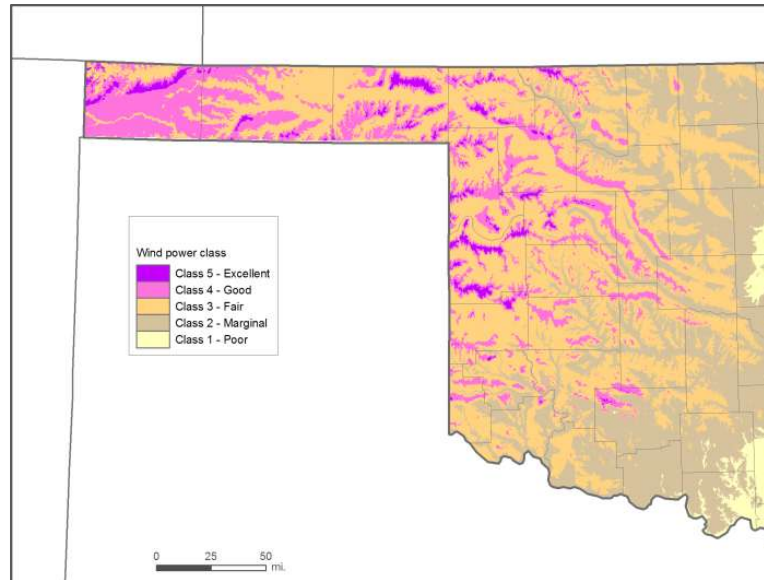 Wind power class
Class 5 - Excellent
Class 4 - Good
Class 3 - Fair
Class 2 - Marginal
Class 1 - Poor
0 25 50
mi.